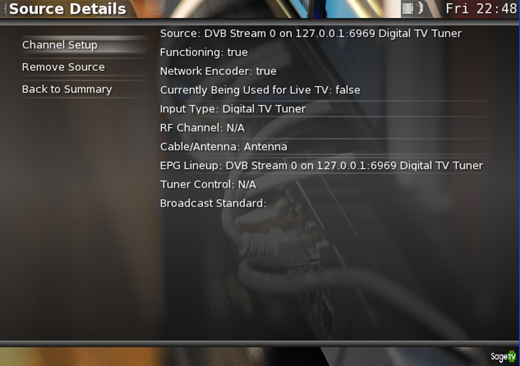 Source Details
Fri 22:48
Channel Setup
Remove Source
Back to Summary
Source: DVB Stream 0 on 127.0.0.1:6969 Digital TV Tuner
Functioning: true
Network Encoder: true
Currently Being Used for Live TV: false
Input Type: Digital TV Tuner
RF Channel: N/A
Cable/Antenna: Antenna
EPG Lineup: DVB Stream 0 on 127.0.0.1:6969 Digital TV Tuner
Tuner Control: N/A
Broadcast Standard:
SageTV